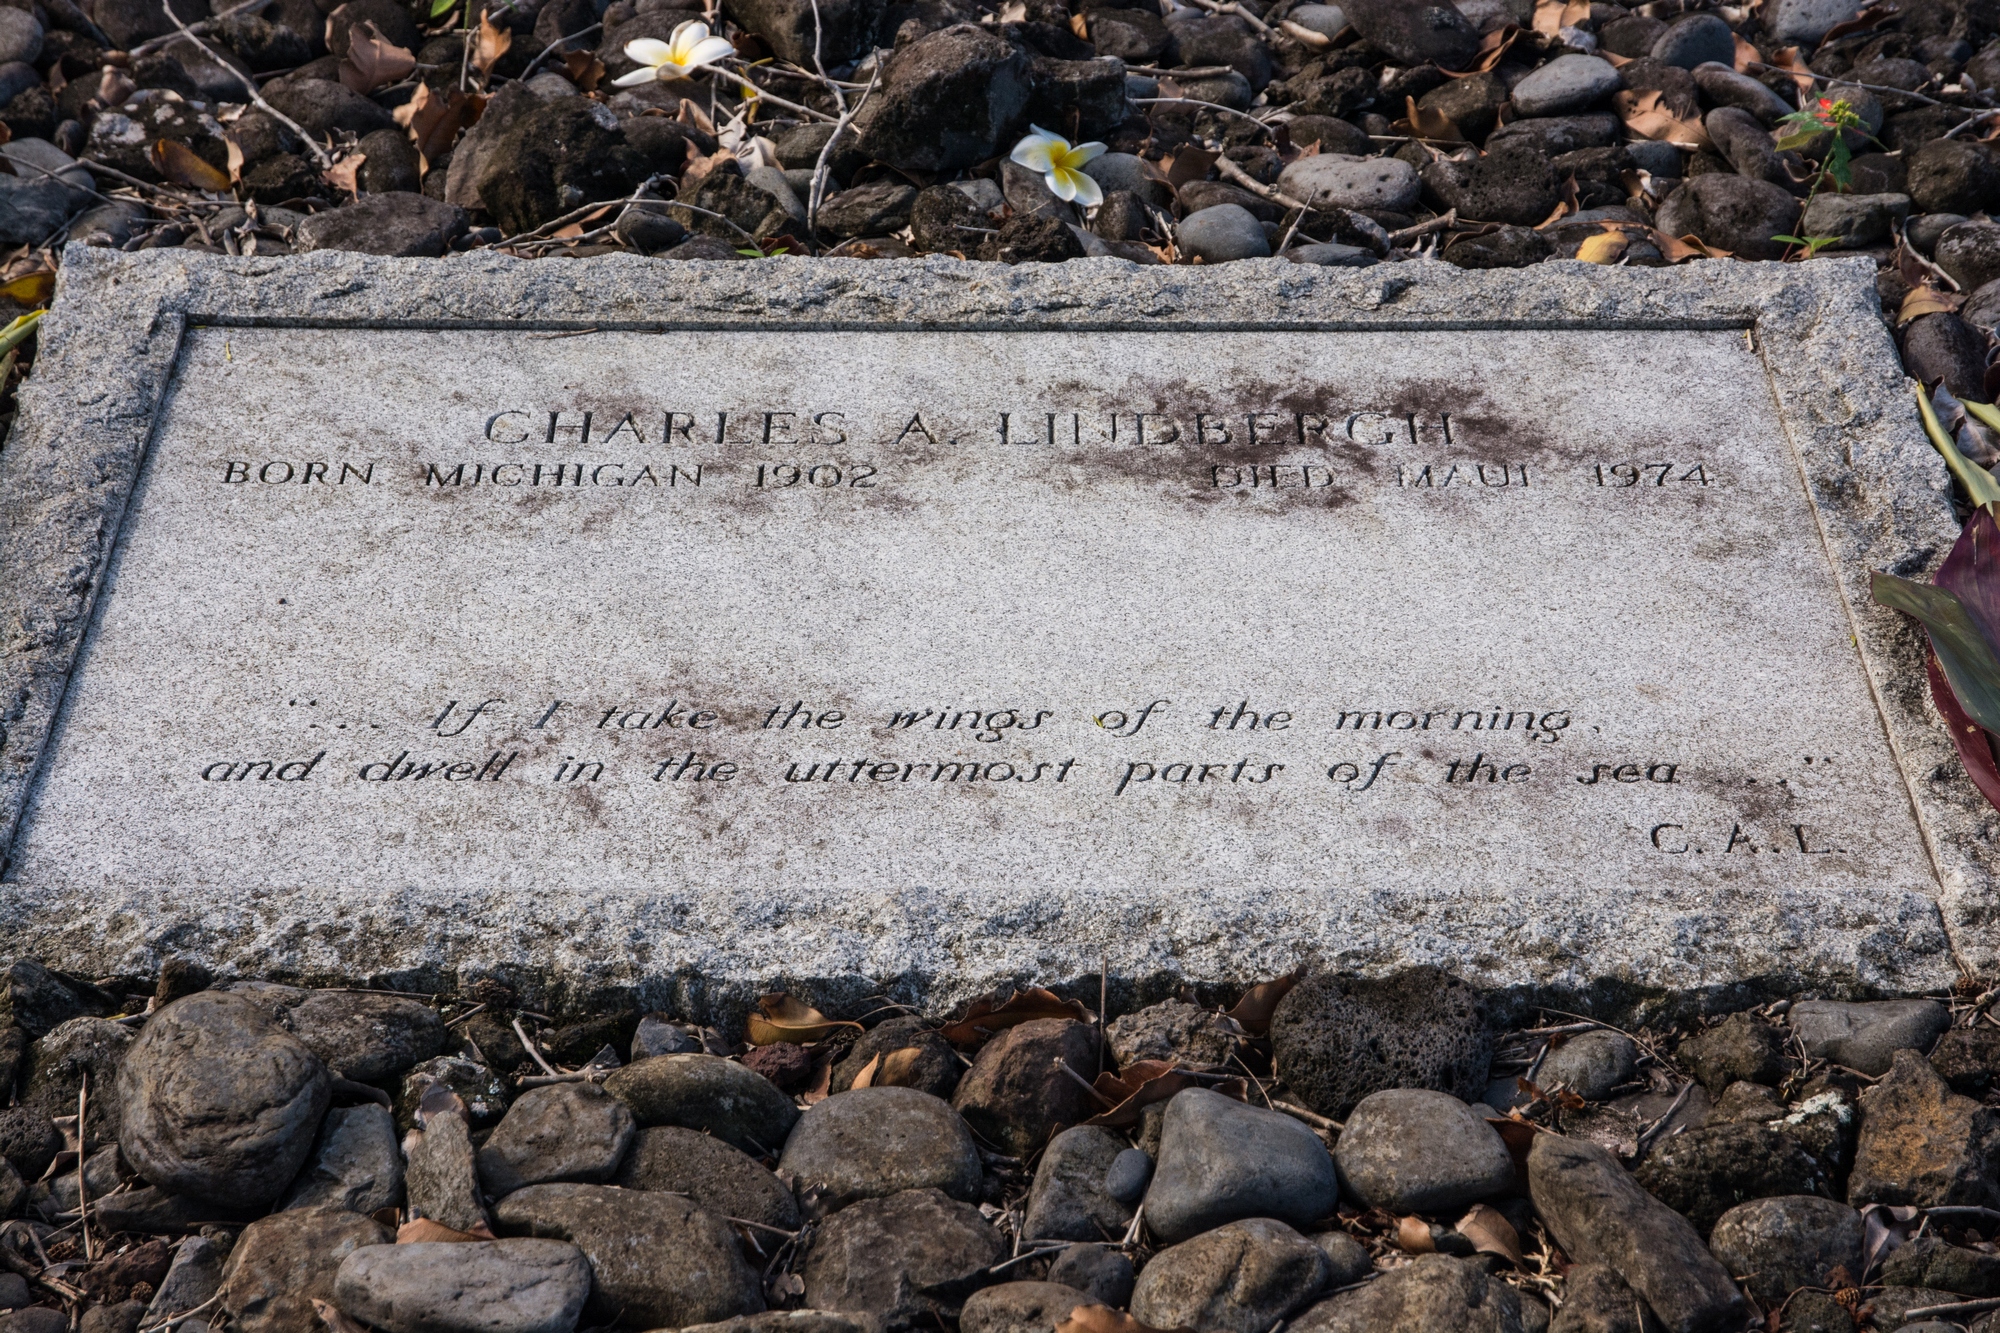 CHARLES A. LINDBERGH
BORN MICHIGAN 1902 DIED MAUI 1974
"... If I take the wings of the morning,
and dwell in the uttermost parts of the sea ..."
C. A. L.